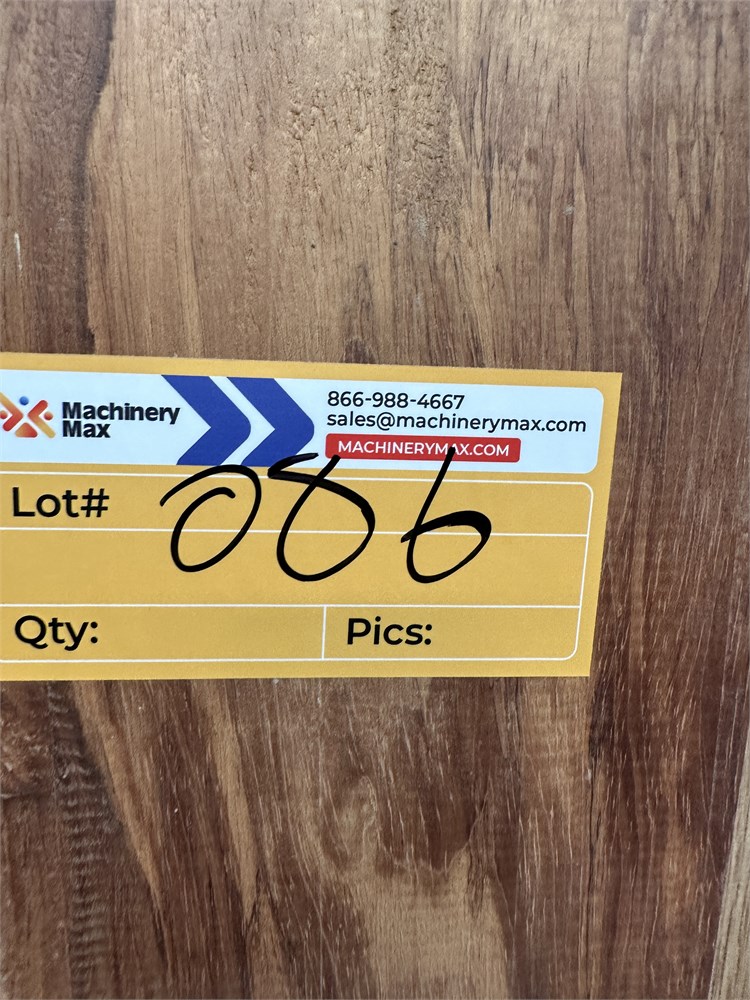 Machinery
Max
866-988-4667
sales@machinerymax.com
MACHINERYMAX.COM
Lot# 086
Qty:
Pics: